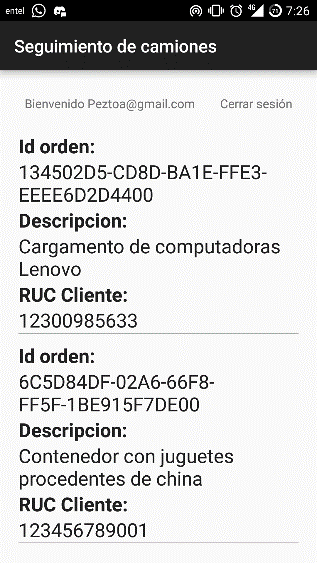 entel 4G 71 7:26
Seguimiento de camiones
Bienvenido Peztoa@gmail.com Cerrar sesión
Id orden:
134502D5-CD8D-BA1E-FFE3-
EEEE6D2D4400
Descripcion:
Cargamento de computadoras
Lenovo
RUC Cliente:
12300985633
Id orden:
6C5D84DF-02A6-66F8-
FF5F-1BE915F7DE00
Descripcion:
Contenedor con juguetes
procedentes de china
RUC Cliente:
123456789001